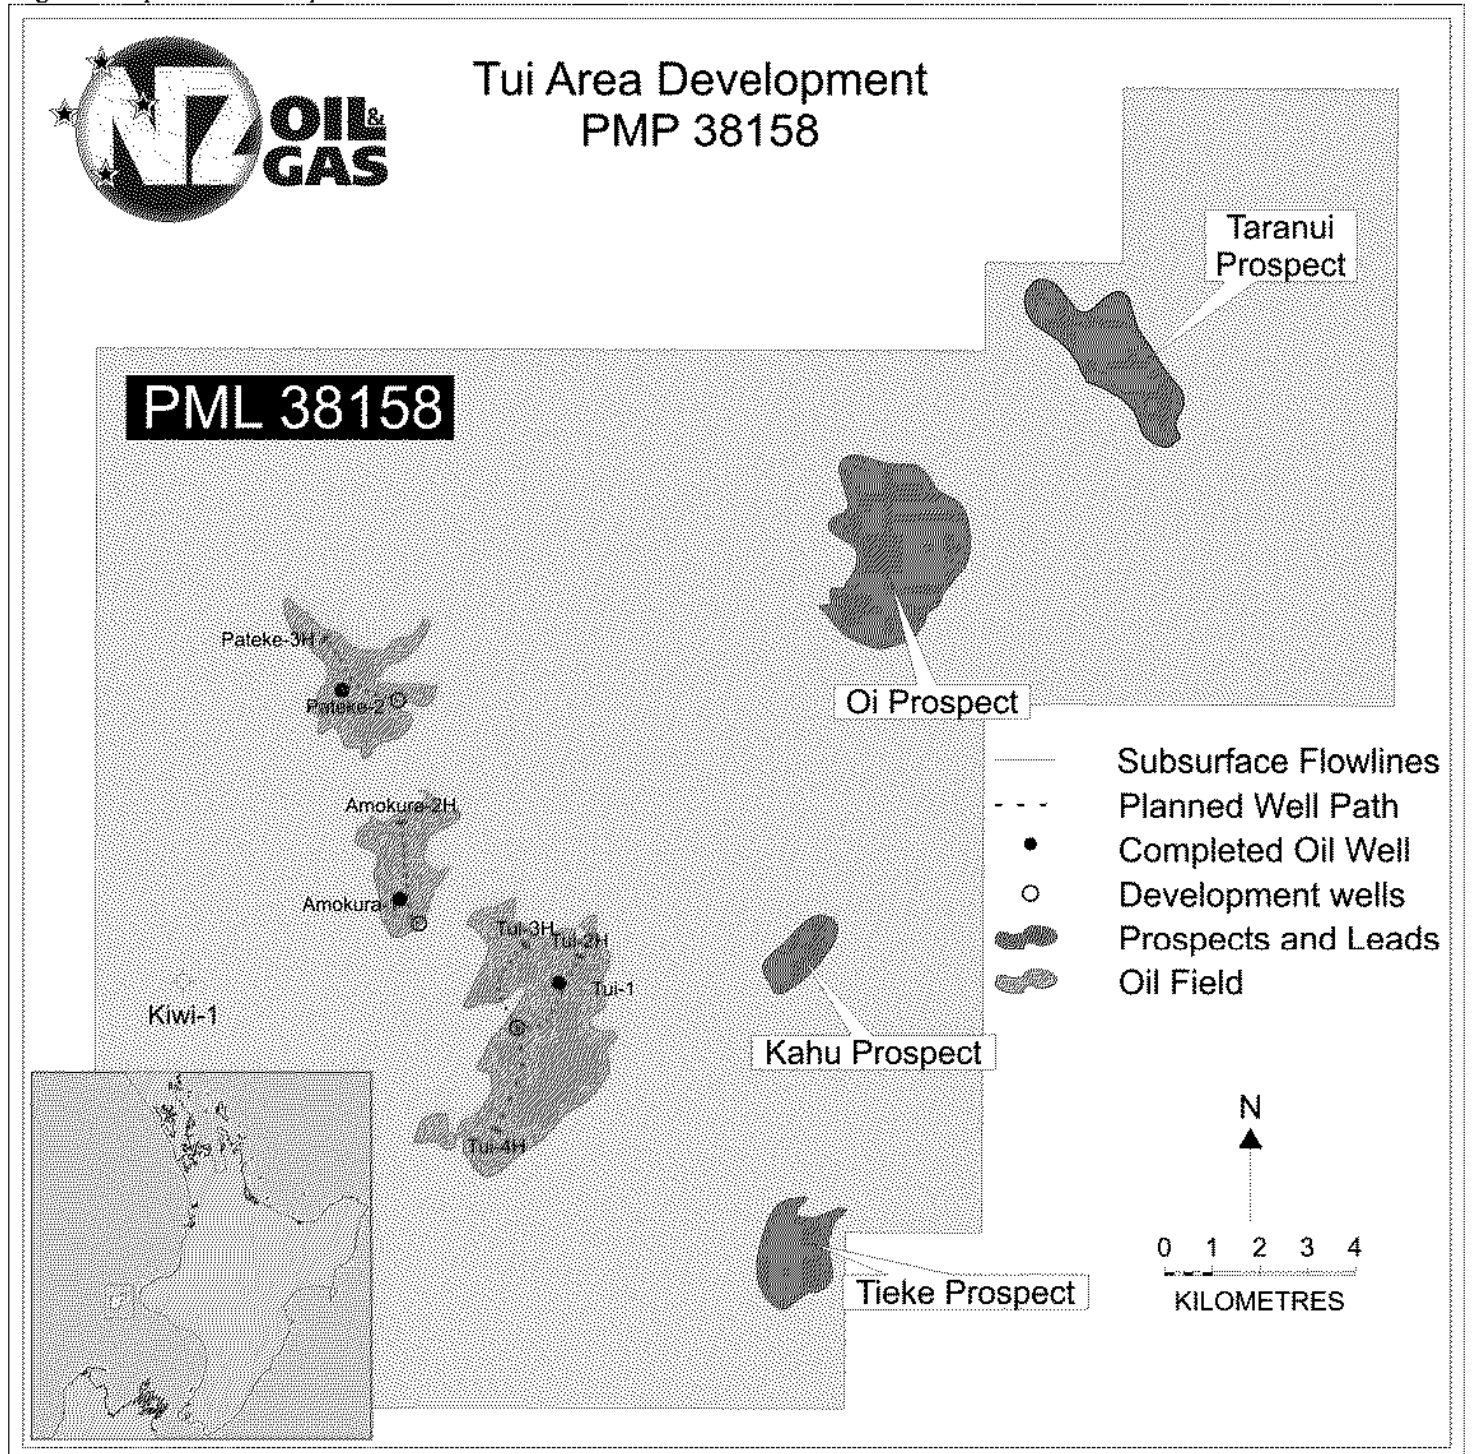 NZ OIL &
GAS
Tui Area Development
PMP 38158
Taranui
Prospect
PML 38158
Pateke-3H
Pateke-2
Oi Prospect
Subsurface Flowlines
Planned Well Path
Completed Oil Well
Development wells
Prospects and Leads
Oil Field
Amokura-2H
Amokura-
Tui-3H
Tui-2H
Tui-1
Kiwi-1
Kahu Prospect
Tui-4H
N
Tieke Prospect
0 1 2 3 4
KILOMETRES